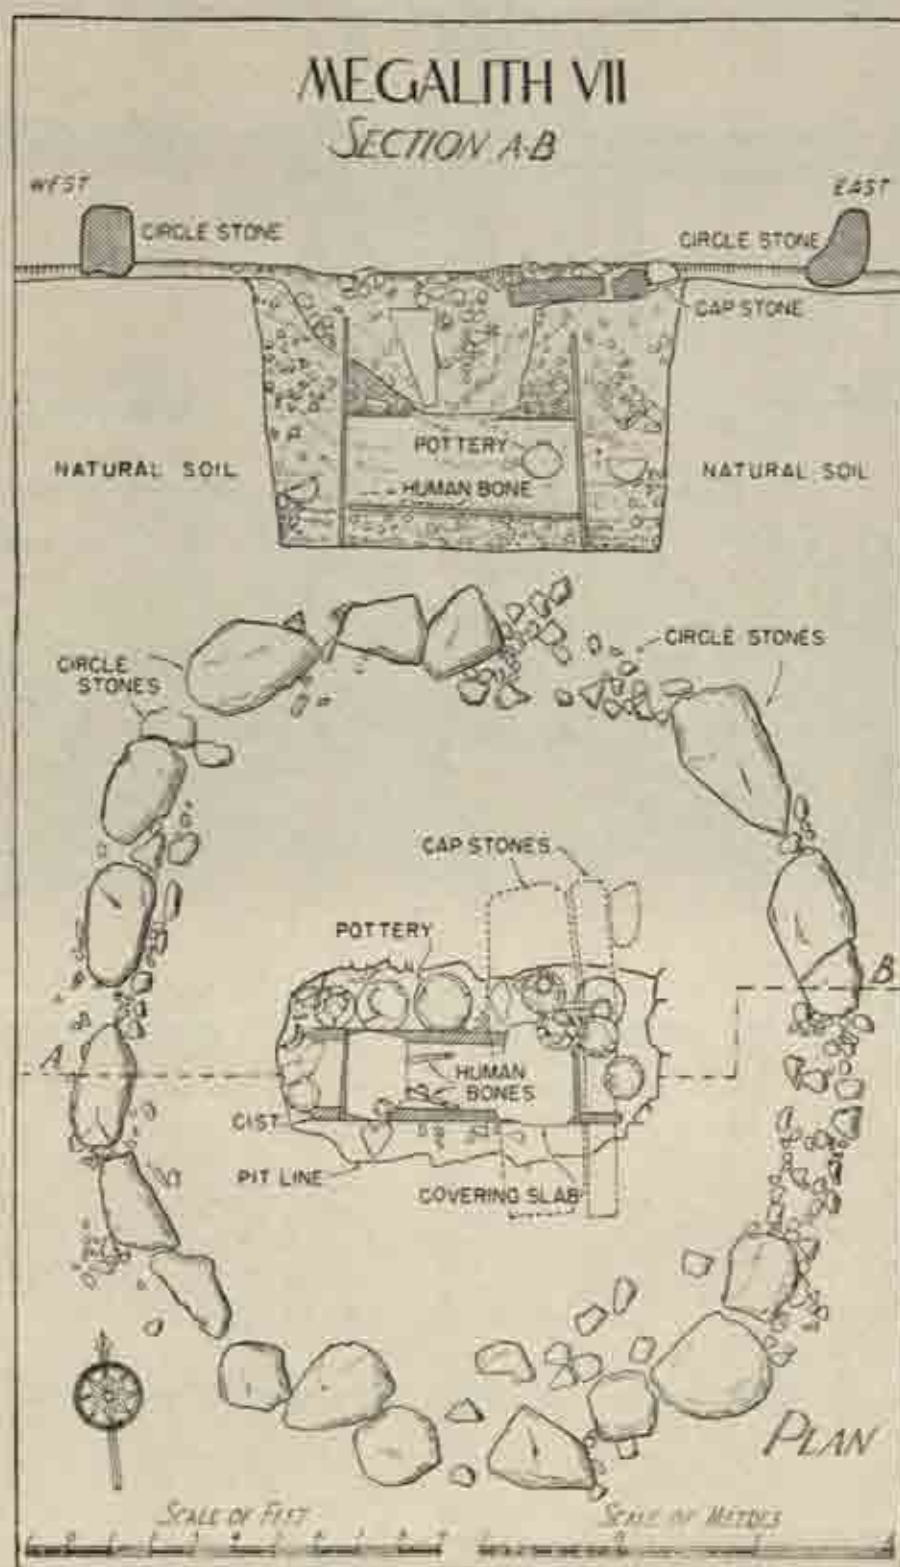 MEGALITH VII
SECTION A-B
WEST
EAST
CIRCLE STONE
CIRCLE STONE
CAP STONE
NATURAL SOIL
POTTERY
HUMAN BONE
NATURAL SOIL
CIRCLE STONES
CIRCLE
STONES
CAP STONES
POTTERY
B
A
HUMAN
BONES
CIST
PIT LINE
COVERING SLAB
PLAN
SCALE OF FEET
SCALE OF METRES